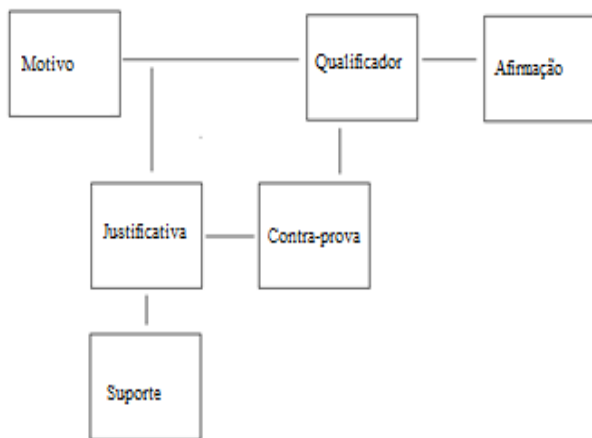 Motivo
Qualificador
Afirmação
Justificativa
Contra-prova
Suporte